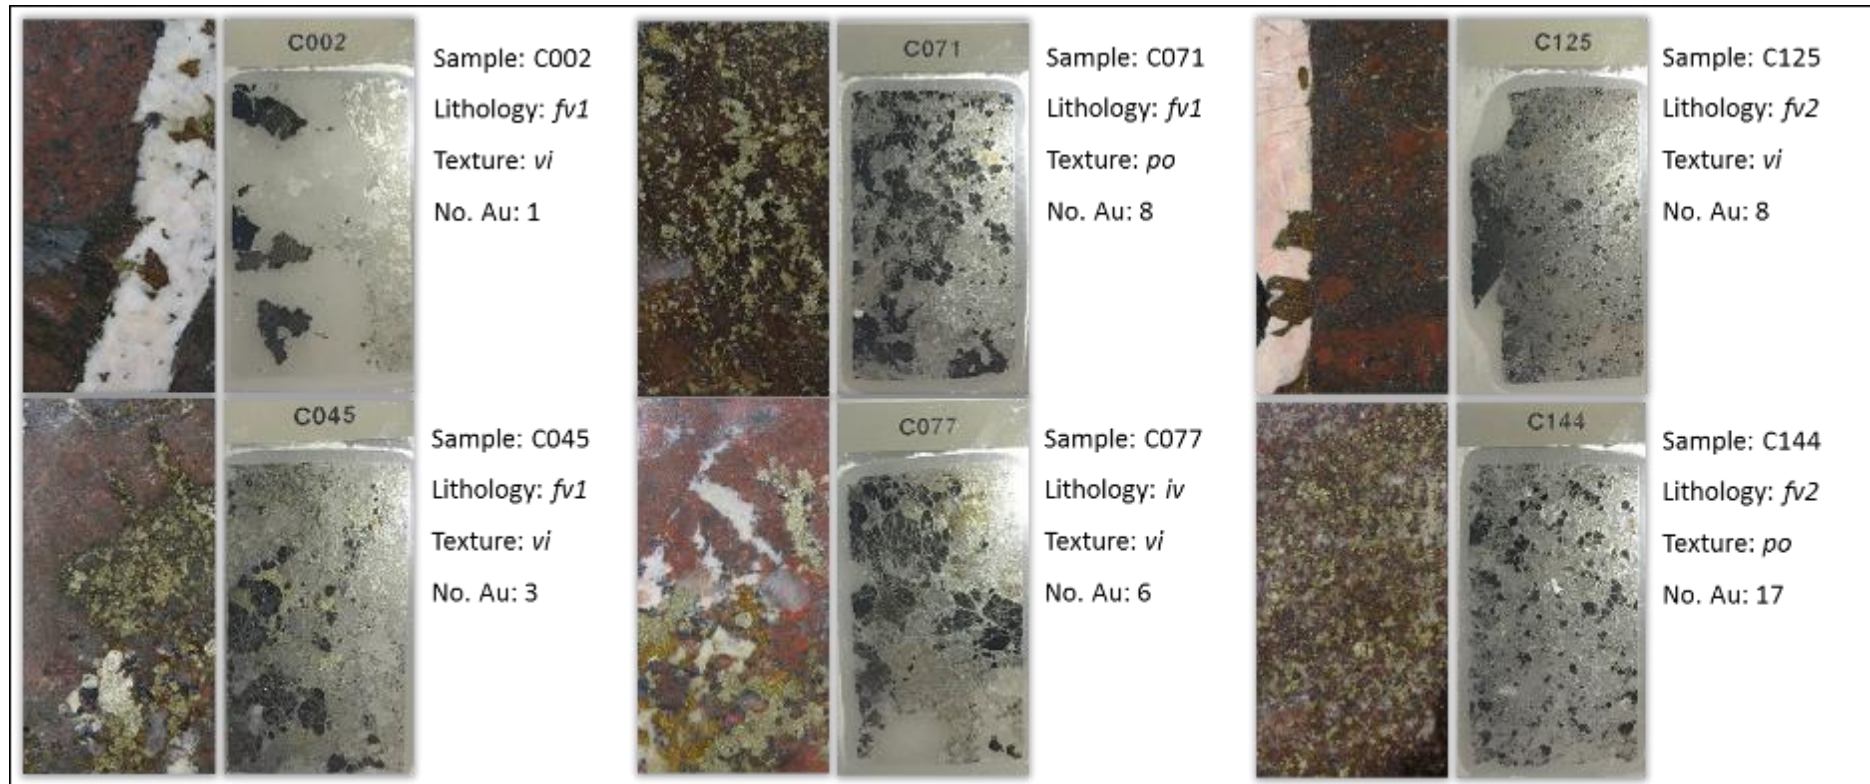 C002
Sample: C002
Lithology: fv1
Texture: vi
No. Au: 1
C071
Sample: C071
Lithology: fv1
Texture: po
No. Au: 8
C125
Sample: C125
Lithology: fv2
Texture: vi
No. Au: 8
C045
Sample: C045
Lithology: fv1
Texture: vi
No. Au: 3
C077
Sample: C077
Lithology: iv
Texture: vi
No. Au: 6
C144
Sample: C144
Lithology: fv2
Texture: po
No. Au: 17